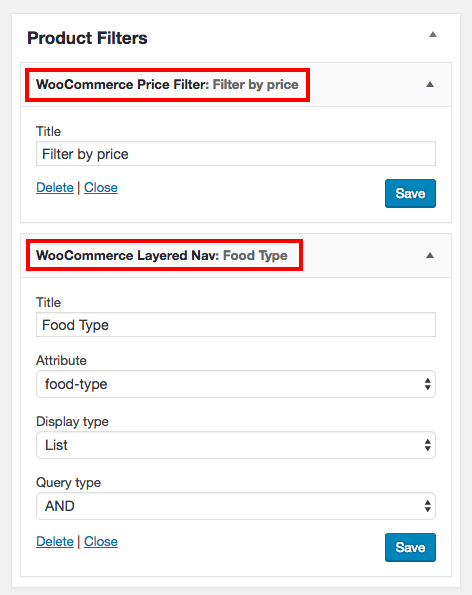 Product Filters
WooCommerce Price Filter: Filter by price
Title
Filter by price
Delete | Close
Save
WooCommerce Layered Nav: Food Type
Title
Food Type
Attribute
food-type
Display type
List
Query type
AND
Delete | Close
Save